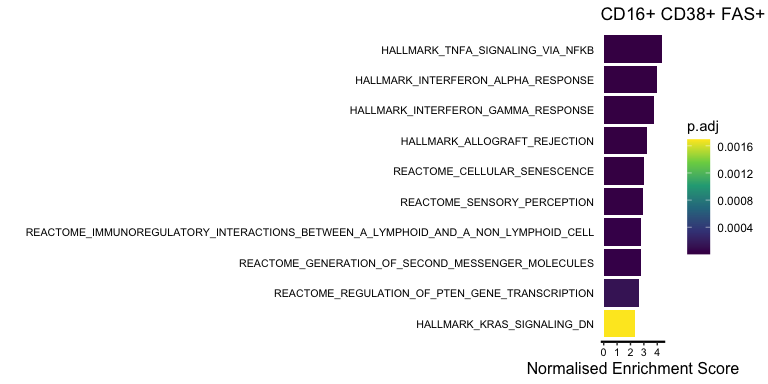 CD16+ CD38+ FAS+
HALLMARK_TNFA_SIGNALING_VIA_NFKB
HALLMARK_INTERFERON_ALPHA_RESPONSE
HALLMARK_INTERFERON_GAMMA_RESPONSE
HALLMARK_ALLOGRAFT_REJECTION
REACTOME_CELLULAR_SENESCENCE
REACTOME_SENSORY_PERCEPTION
REACTOME_IMMUNOREGULATORY_INTERACTIONS_BETWEEN_A_LYMPHOID_AND_A_NON_LYMPHOID_CELL
REACTOME_GENERATION_OF_SECOND_MESSENGER_MOLECULES
REACTOME_REGULATION_OF_PTEN_GENE_TRANSCRIPTION
HALLMARK_KRAS_SIGNALING_DN
0 1 2 3 4
Normalised Enrichment Score
p.adj
0.0016
0.0012
0.0008
0.0004